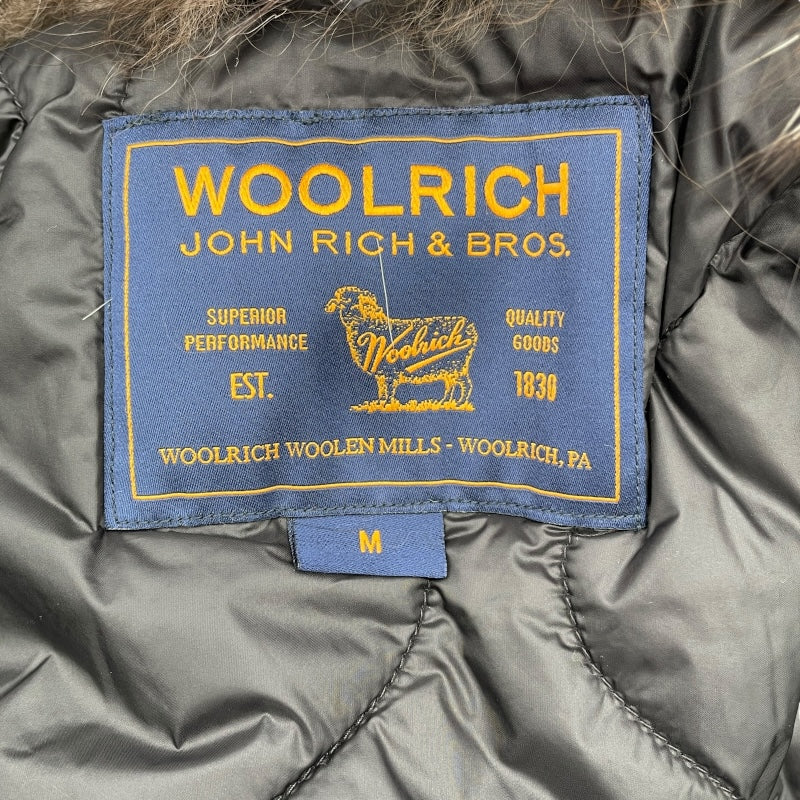 WOOLRICH
JOHN RICH & BROS.
SUPERIOR
PERFORMANCE
EST.
Woolrich
QUALITY
GOODS
1830
WOOLRICH WOOLEN MILLS - WOOLRICH, PA
M